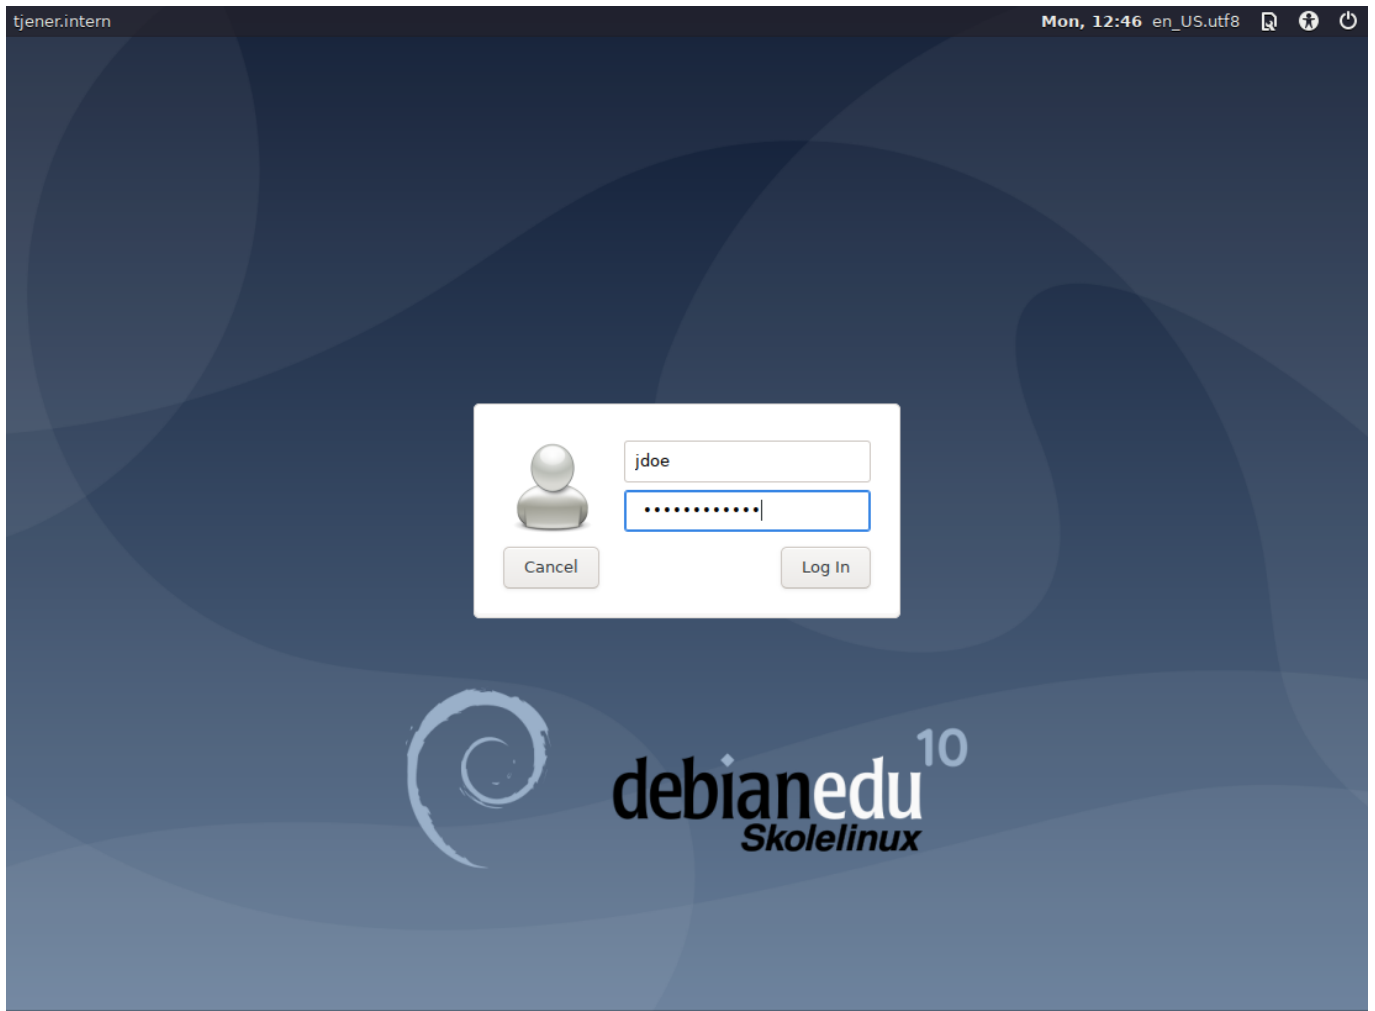 tjener.intern
Mon, 12:46 en_US.utf8
jdoe
••••••••••••
Cancel
Log In
debianedu 10
Skolelinux